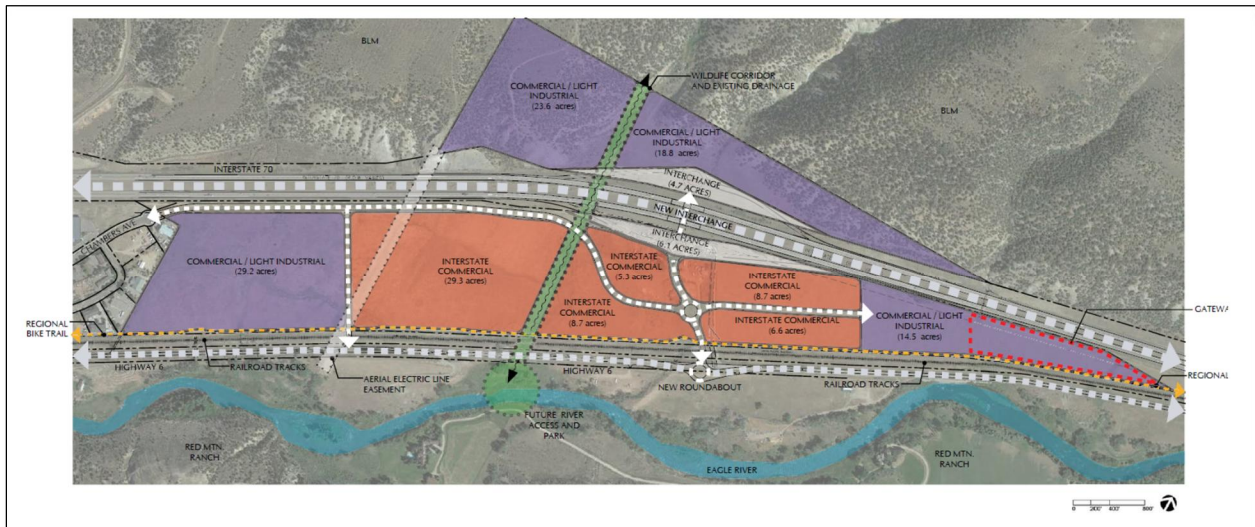 BLM
COMMERCIAL / LIGHT
INDUSTRIAL
(23.6 acres)
WILDLIFE CORRIDOR
AND EXISTING DRAINAGE
BLM
COMMERCIAL / LIGHT
INDUSTRIAL
(18.8 acres)
INTERSTATE 70
INTERCHANGE
(4.7 ACRES)
NEW INTERCHANGE
INTERCHANGE
(6.1 ACRES)
CHAMBERS AVE
COMMERCIAL / LIGHT INDUSTRIAL
(29.2 acres)
INTERSTATE
COMMERCIAL
(29.3 acres)
INTERSTATE
COMMERCIAL
(5.3 acres)
INTERSTATE
COMMERCIAL
(8.7 acres)
INTERSTATE
COMMERCIAL
(8.7 acres)
INTERSTATE COMMERCIAL
(6.6 acres)
COMMERCIAL / LIGHT
INDUSTRIAL
(14.5 acres)
GATEWA
REGIONAL
BIKE TRAIL
HIGHWAY 6
RAILROAD TRACKS
AERIAL ELECTRIC LINE
EASEMENT
HIGHWAY 6
NEW ROUNDABOUT
RAILROAD TRACKS
REGIONAL
FUTURE RIVER
ACCESS AND
PARK
RED MTN.
RANCH
EAGLE RIVER
RED MTN.
RANCH
0 200' 400' 800'